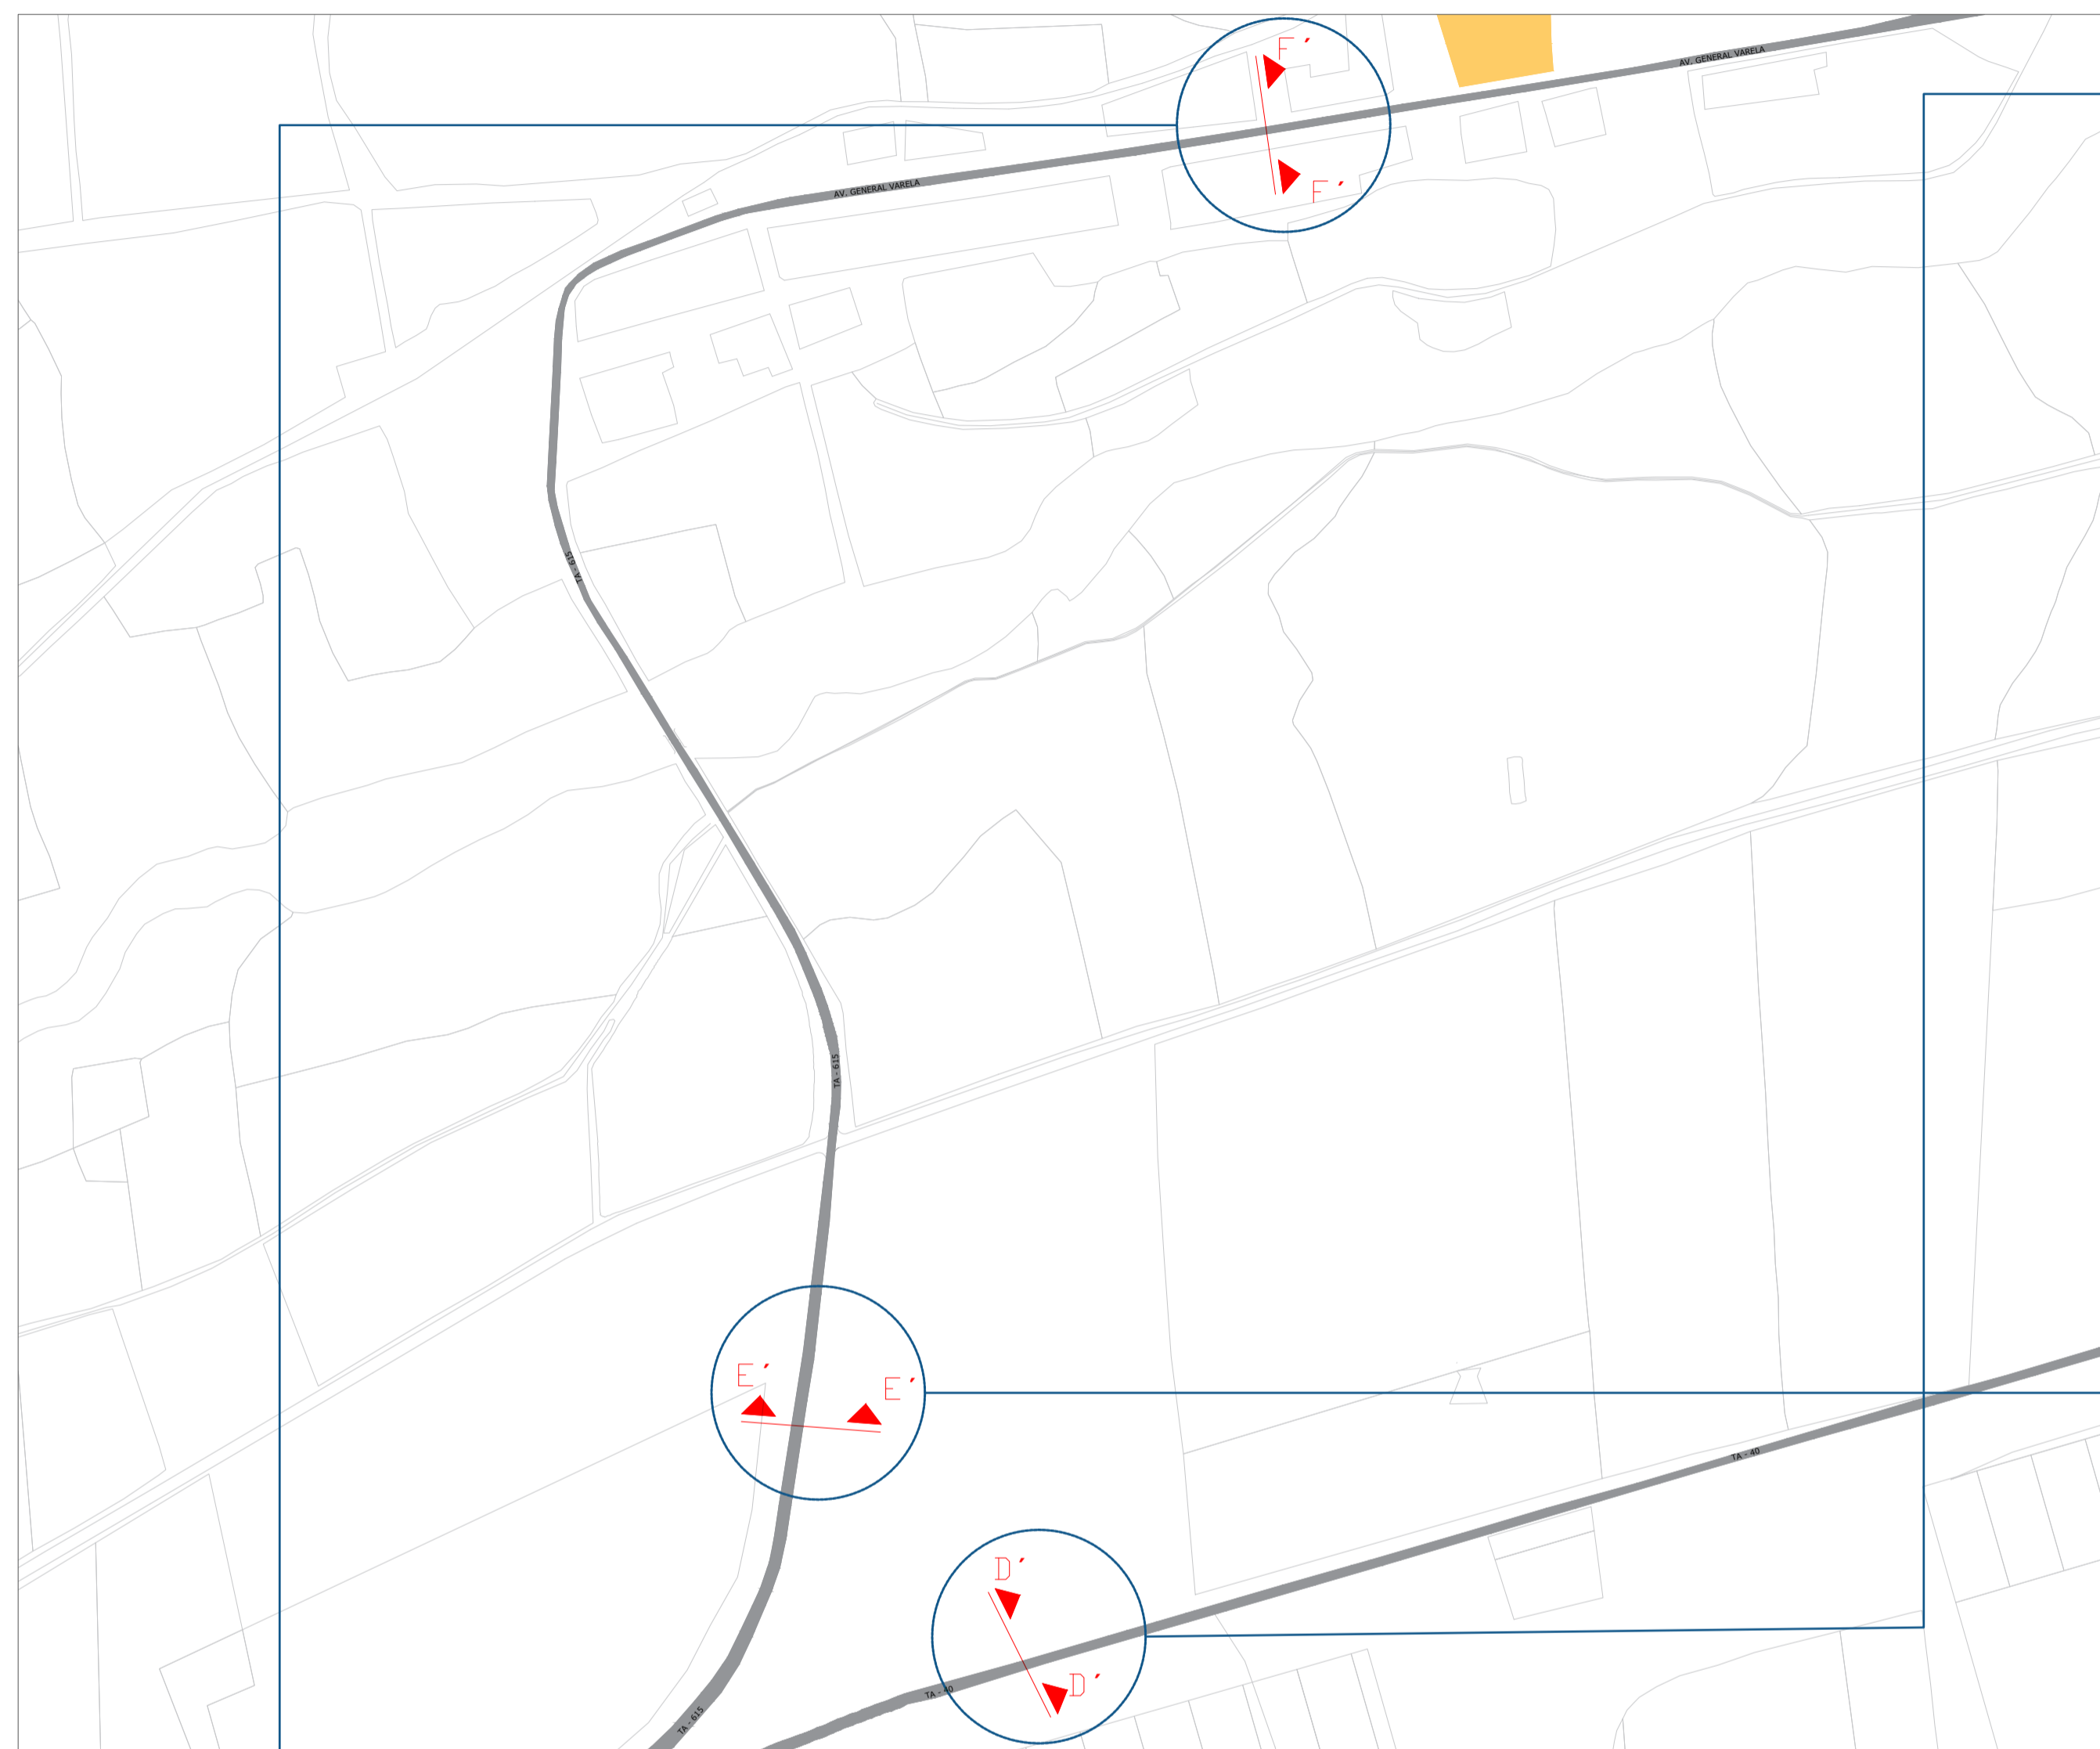 F´
AV. GENERAL VARELA
AV. GENERAL VARELA
F´
TA - 615
TA - 615
E´
E´
TA - 40
D´
D´
TA - 40
TA - 615